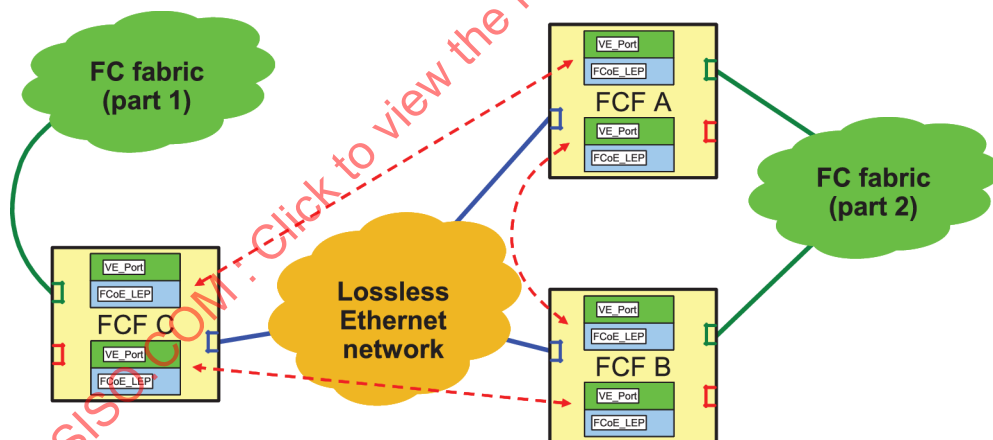 FC fabric
(part 1)
VE_Port
FCoE_LEP
FCF A
VE_Port
FCoE_LEP
FC fabric
(part 2)
VE_Port
FCoE_LEP
FCF C
VE_Port
FCoE_LEP
Lossless
Ethernet
network
VE_Port
FCoE_LEP
FCF B
VE_Port
FCoE_LEP
SISO.COM : Click to view the